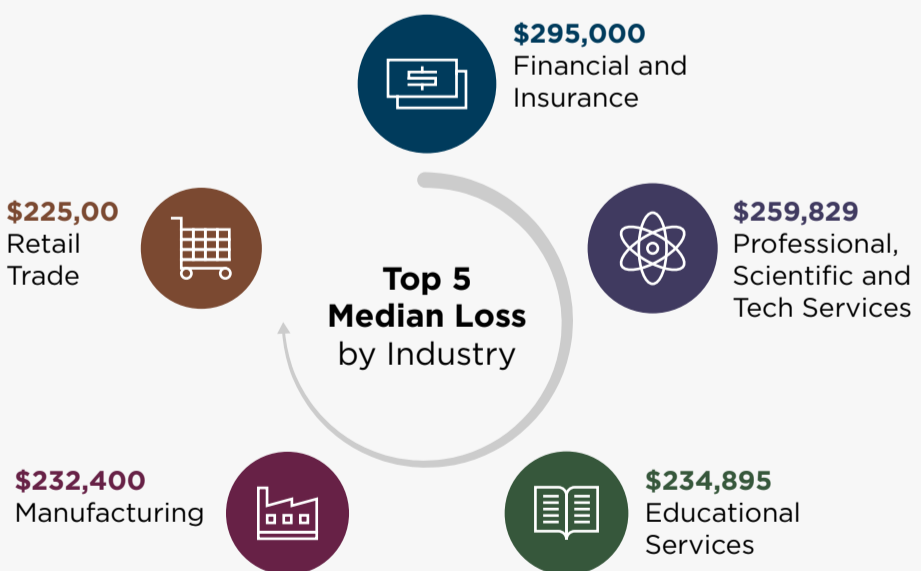 $295,000
Financial and
Insurance
$259,829
Professional,
Scientific and
Tech Services
$234,895
Educational
Services
$232,400
Manufacturing
$225,00
Retail
Trade
Top 5
Median Loss
by Industry